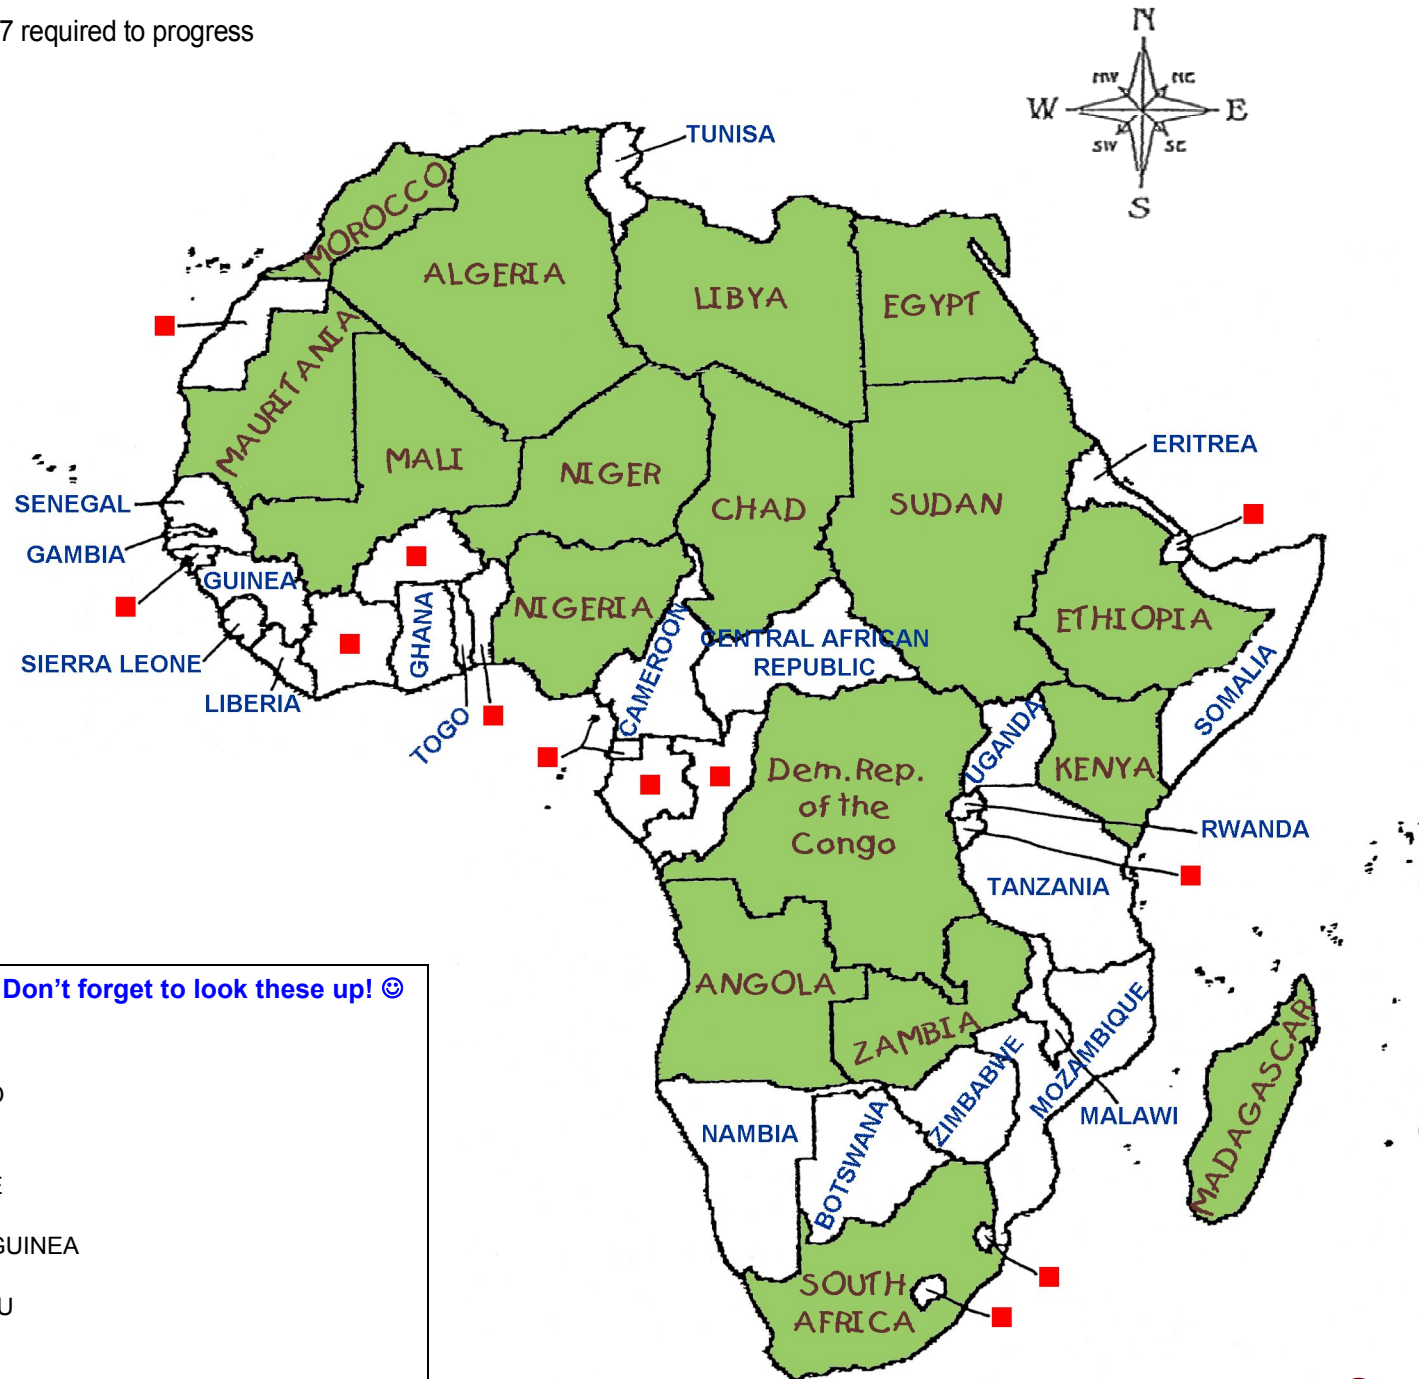 7 required to progress
N
NW
NE
W
E
SW
SE
S
TUNISA
MOROCCO
ALGERIA
LIBYA
EGYPT
MAURITANIA
MALI
NIGER
CHAD
SUDAN
ERITREA
SENEGAL
GAMBIA
GUINEA
SIERRA LEONE
LIBERIA
GHANA
TOGO
NIGERIA
CAMEROON
CENTRAL AFRICAN
REPUBLIC
ETHIOPIA
SOMALIA
UGANDA
KENYA
Dem.Rep.
of the
Congo
RWANDA
TANZANIA
ANGOLA
ZAMBIA
MALAWI
MOZAMBIQUE
ZIMBABWE
NAMBIA
BOTSWANA
MADAGASCAR
SOUTH
AFRICA
Don’t forget to look these up! ☺
GUINEA
U